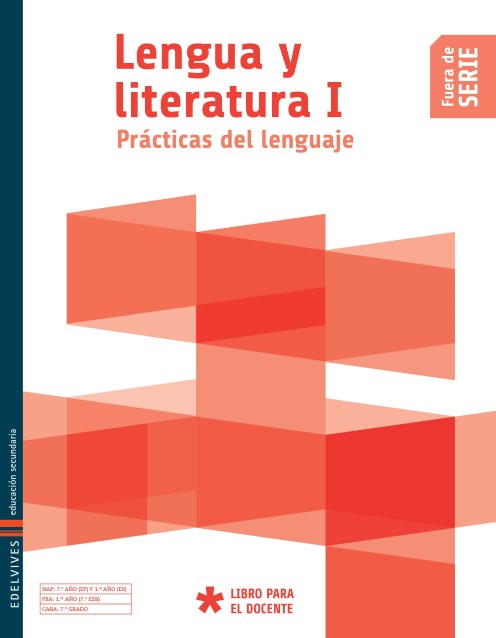 Lengua y
literatura I
Prácticas del lenguaje
Fuera de
SERIE
educación secundaria
EDELVIVES
NAP: 7.º AÑO (EP) Y 1.er AÑO (ES)
PBA: 1.er AÑO (7.º ESB)
CABA: 7.º GRADO
LIBRO PARA
EL DOCENTE